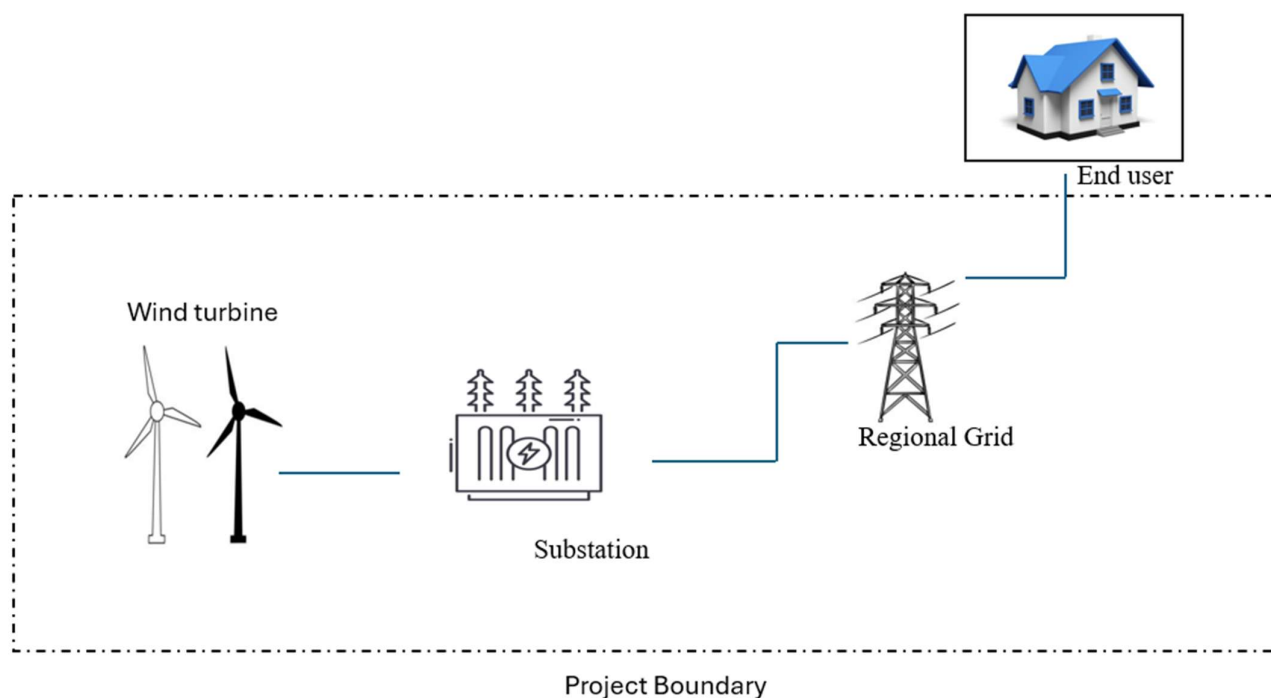 End user
Wind turbine
Regional Grid
Substation
Project Boundary